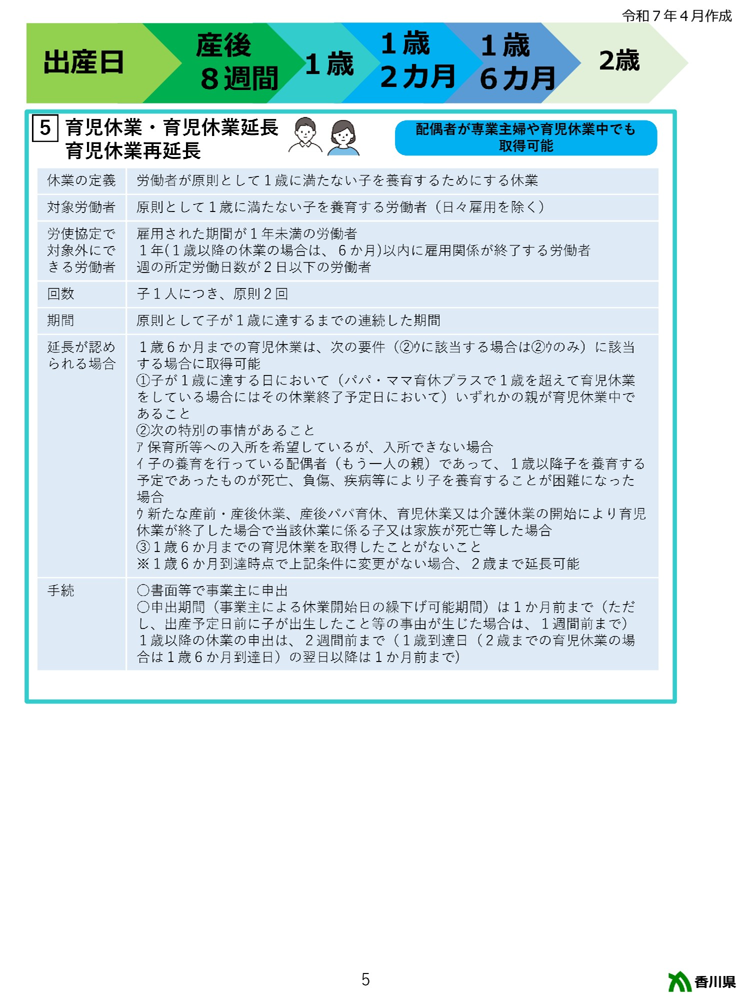 令和７年４月作成
出産日
産後
８週間
１歳
１歳
２カ月
１歳
６カ月
2歳
5 育児休業・育児休業延長
育児休業再延長
配偶者が専業主婦や育児休業中でも
取得可能
休業の定義 労働者が原則として１歳に満たない子を養育するためにする休業
対象労働者 原則として１歳に満たない子を養育する労働者（日々雇用を除く）
労使協定で
対象外にで
きる労働者
雇用された期間が１年未満の労働者
１年(１歳以降の休業の場合は、６か月)以内に雇用関係が終了する労働者
週の所定労働日数が２日以下の労働者
回数 子１人につき、原則２回
期間 原則として子が１歳に達するまでの連続した期間
延長が認め
られる場合
１歳６か月までの育児休業は、次の要件（②ｳに該当する場合は②ｳのみ）に該当
する場合に取得可能
①子が１歳に達する日において（パパ・ママ育休プラスで１歳を超えて育児休業
をしている場合にはその休業終了予定日において）いずれかの親が育児休業中で
あること
②次の特別の事情があること
ｱ 保育所等への入所を希望しているが、入所できない場合
ｲ 子の養育を行っている配偶者（もう一人の親）であって、１歳以降子を養育する
予定であったものが死亡、負傷、疾病等により子を養育することが困難になった
場合
ｳ 新たな産前・産後休業、産後パパ育休、育児休業又は介護休業の開始により育児
休業が終了した場合で当該休業に係る子又は家族が死亡等した場合
③１歳６か月までの育児休業を取得したことがないこと
※１歳６か月到達時点で上記条件に変更がない場合、２歳まで延長可能
手続
○書面等で事業主に申出
○申出期間（事業主による休業開始日の繰下げ可能期間）は１か月前まで（ただ
し、出産予定日前に子が出生したこと等の事由が生じた場合は、１週間前まで）
１歳以降の休業の申出は、２週間前まで（１歳到達日（２歳までの育児休業の場
合は１歳６か月到達日）の翌日以降は１か月前まで）
5
香川県